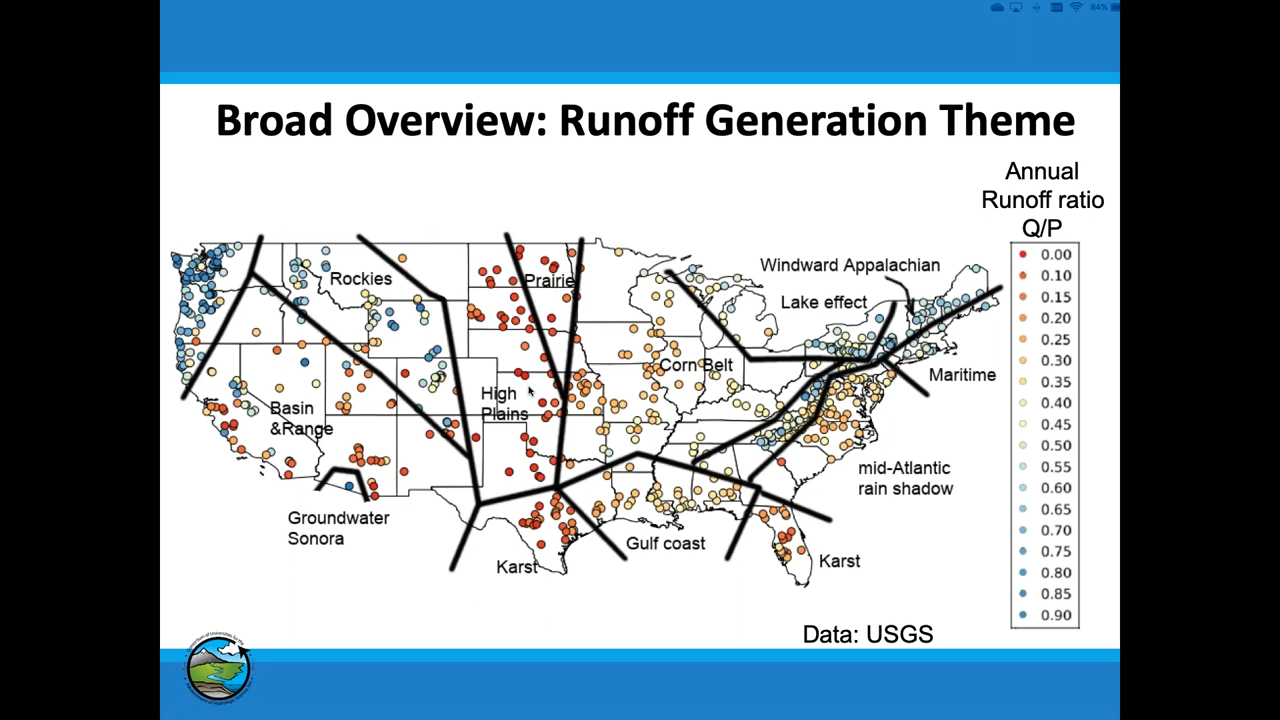 84%
Broad Overview: Runoff Generation Theme
Annual
Runoff ratio
Q/P
0.00
0.10
0.15
0.20
0.25
0.30
0.35
0.40
0.45
0.50
0.55
0.60
0.65
0.70
0.75
0.80
0.85
0.90
Windward Appalachian
Lake effect
Rockies
Prairie
Corn Belt
Maritime
High
Plains
Basin
&Range
mid-Atlantic
rain shadow
Groundwater
Sonora
Gulf coast
Karst
Karst
Data: USGS